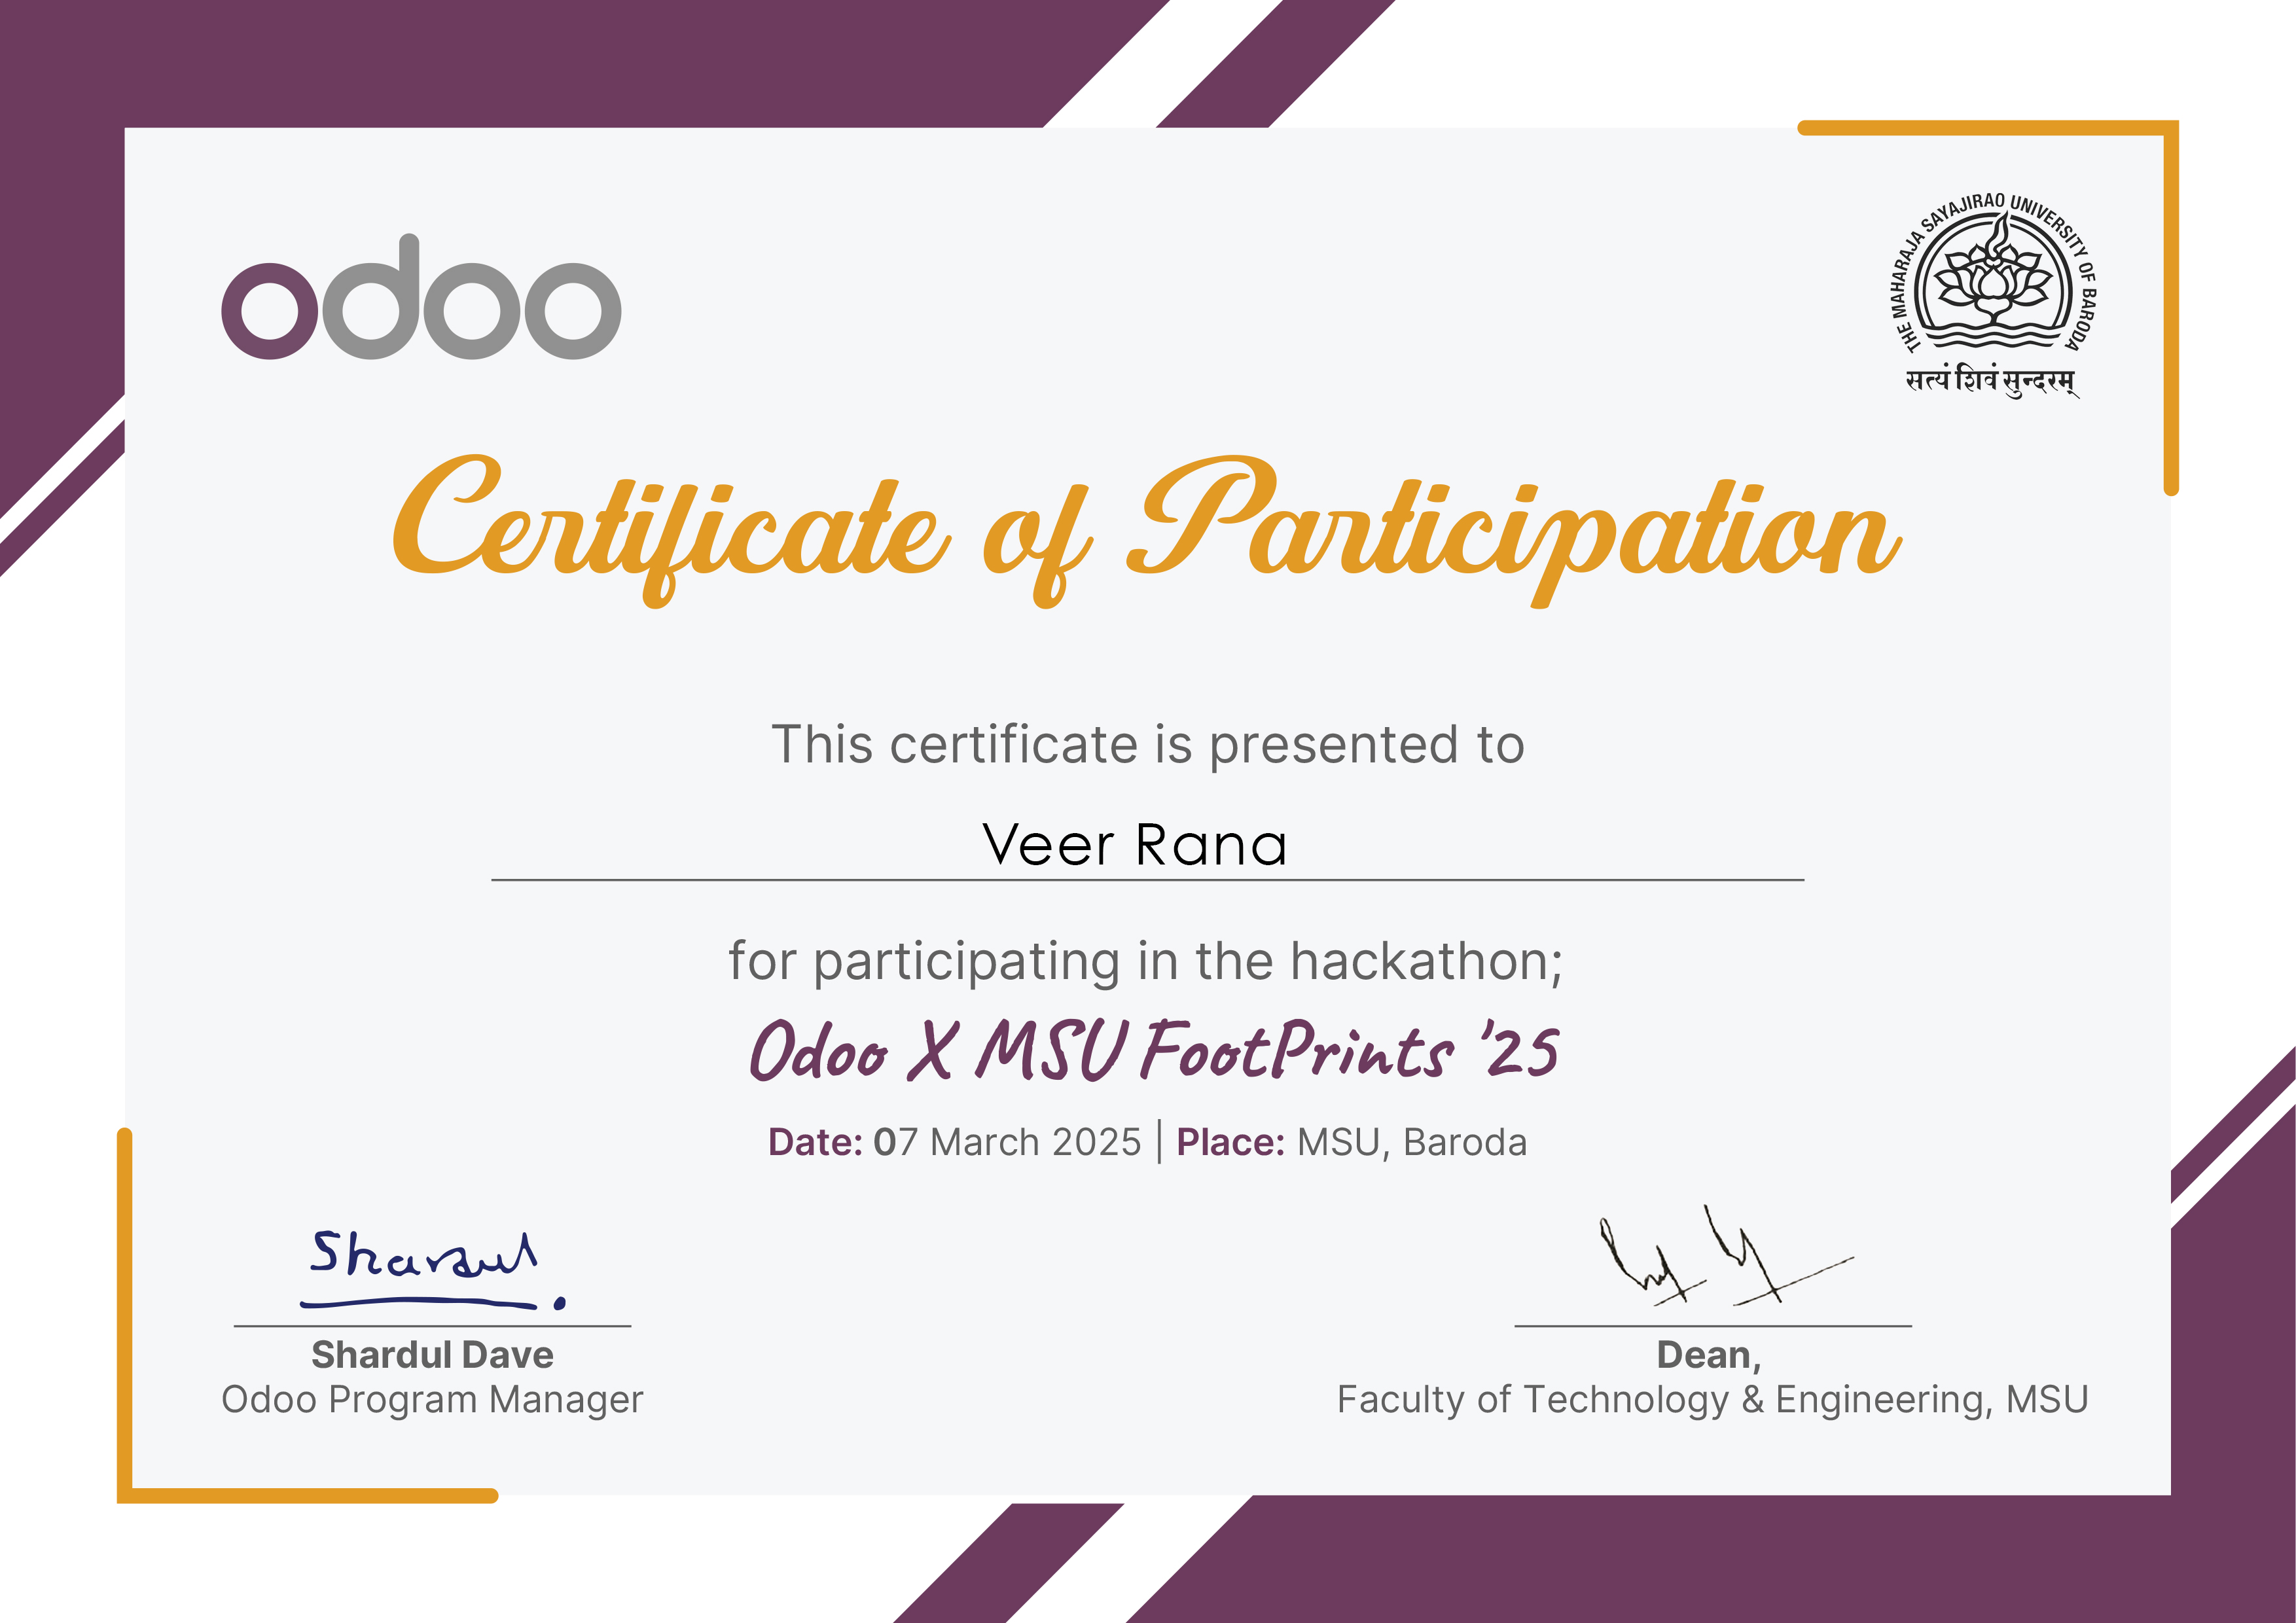 odoo
THE MAHARAJA SAYAJIRAO UNIVERSITY OF BARODA
सत्यं शिवं सुन्दरम्
Certificate of Participation
This certificate is presented to
Veer Rana
for participating in the hackathon;
Odoo X MSU FootPrints '25
Date: 07 March 2025 | Place: MSU, Baroda
Shardul
Shardul Dave
Odoo Program Manager
Dean,
Faculty of Technology & Engineering, MSU